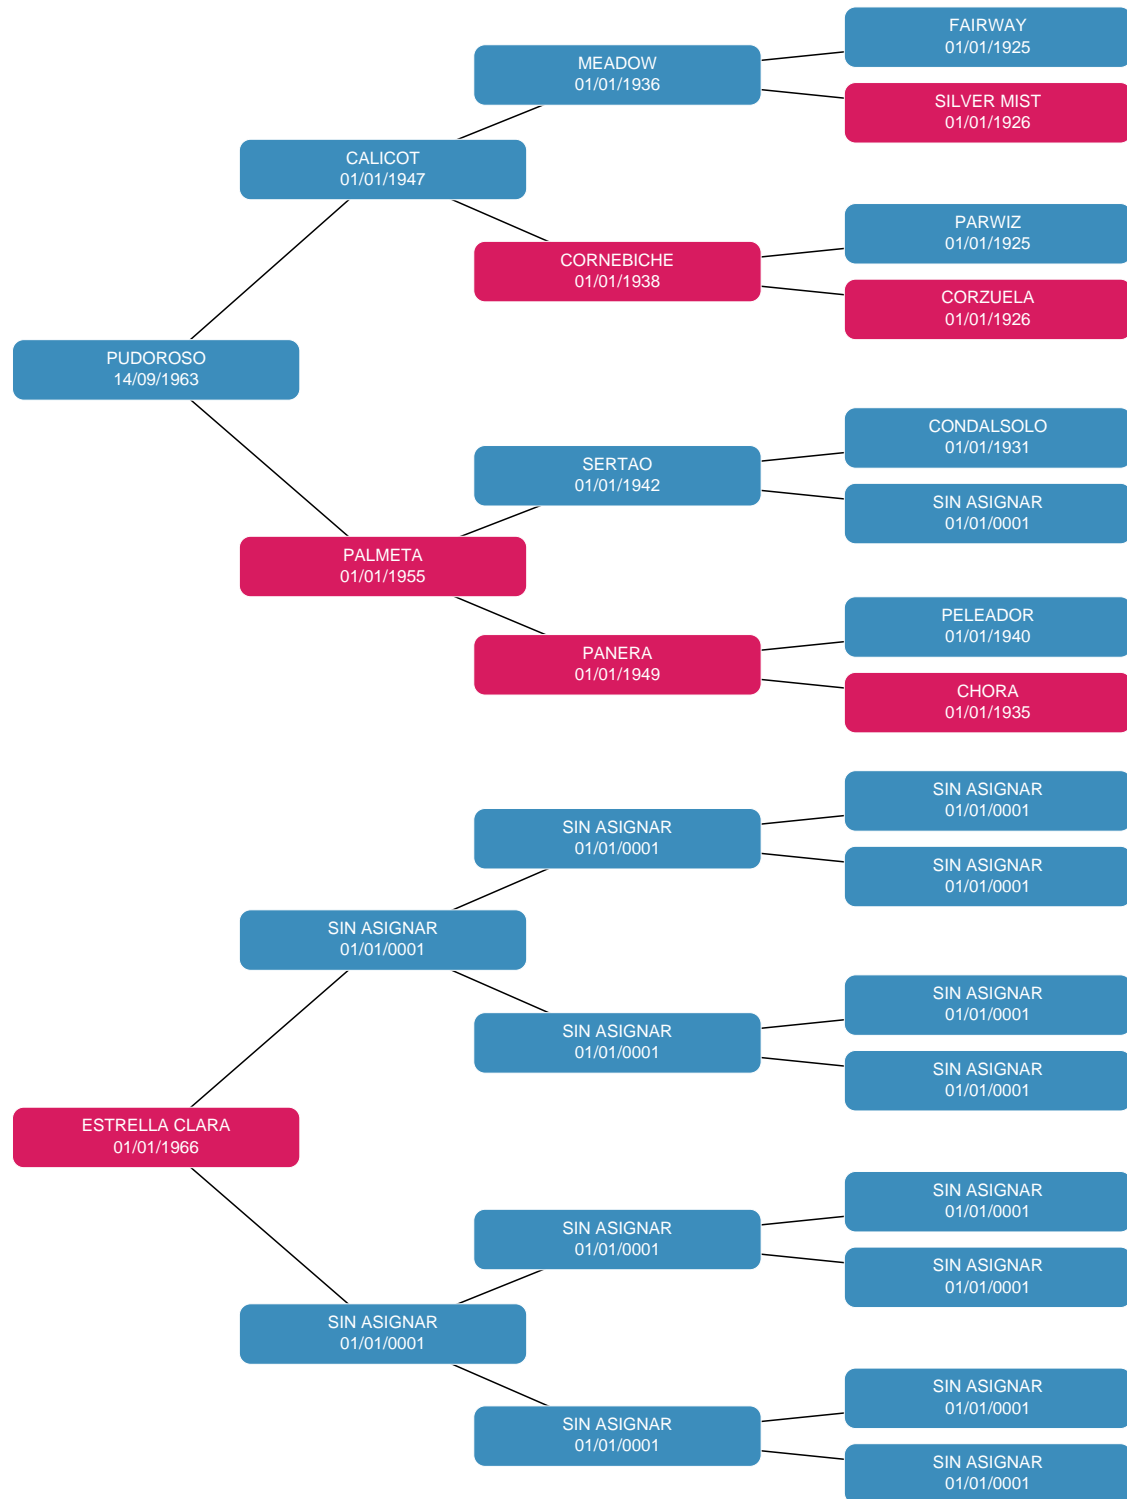 FAIRWAY
01/01/1925
MEADOW
01/01/1936
SILVER MIST
01/01/1926
CALICOT
01/01/1947
PARWIZ
01/01/1925
CORNEBICHE
01/01/1938
CORZUELA
01/01/1926
PUDOROSO
14/09/1963
CONDALSOLO
01/01/1931
SERTAO
01/01/1942
SIN ASIGNAR
01/01/0001
PALMETA
01/01/1955
PELEADOR
01/01/1940
PANERA
01/01/1949
CHORA
01/01/1935
SIN ASIGNAR
01/01/0001
SIN ASIGNAR
01/01/0001
SIN ASIGNAR
01/01/0001
SIN ASIGNAR
01/01/0001
SIN ASIGNAR
01/01/0001
SIN ASIGNAR
01/01/0001
SIN ASIGNAR
01/01/0001
ESTRELLA CLARA
01/01/1966
SIN ASIGNAR
01/01/0001
SIN ASIGNAR
01/01/0001
SIN ASIGNAR
01/01/0001
SIN ASIGNAR
01/01/0001
SIN ASIGNAR
01/01/0001
SIN ASIGNAR
01/01/0001
SIN ASIGNAR
01/01/0001